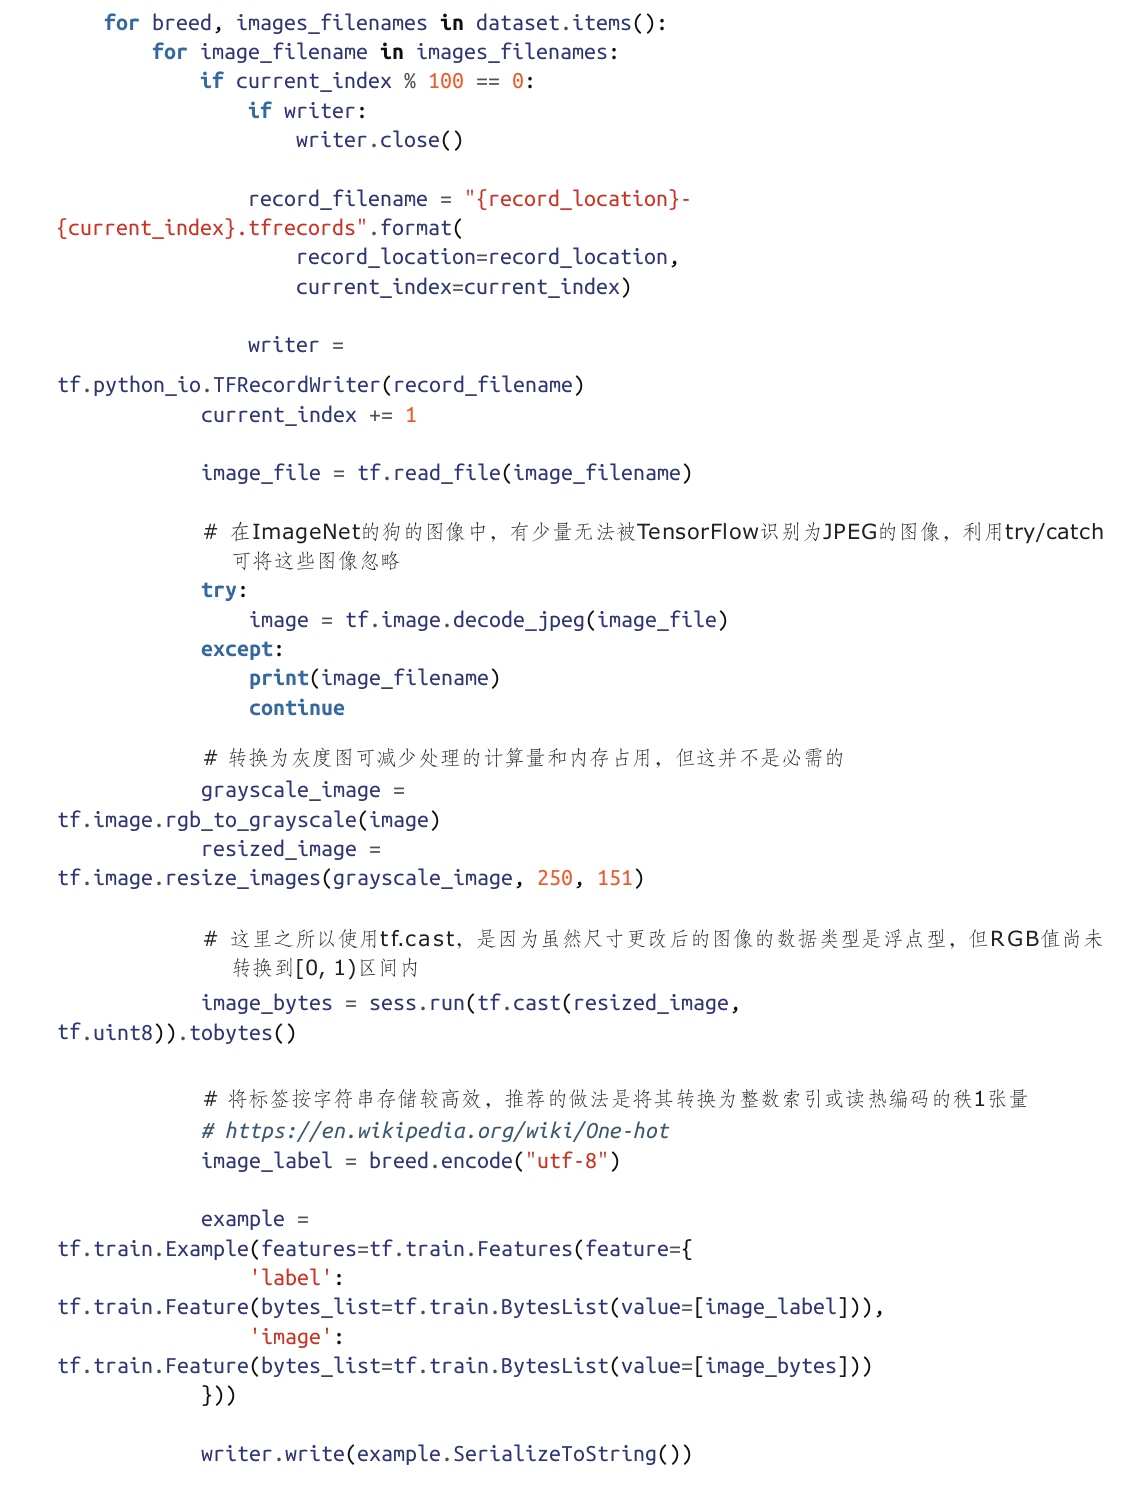 for breed, images_filenames in dataset.items():
for image_filename in images_filenames:
if current_index % 100 == 0:
if writer:
writer.close()
record_filename = "{record_location}-
{current_index}.tfrecords".format(
record_location=record_location,
current_index=current_index)
writer =
tf.python_io.TFRecordWriter(record_filename)
current_index += 1
image_file = tf.read_file(image_filename)
# 在ImageNet的狗的图像中，有少量无法被TensorFlow识别为JPEG的图像，利用try/catch
可将这些图像忽略
try:
image = tf.image.decode_jpeg(image_file)
except:
print(image_filename)
continue
# 转换为灰度图可减少处理的计算量和内存占用，但这并不是必需的
grayscale_image =
tf.image.rgb_to_grayscale(image)
resized_image =
tf.image.resize_images(grayscale_image, 250, 151)
# 这里之所以使用tf.cast，是因为虽然尺寸更改后的图像的数据类型是浮点型，但RGB值尚未
转换到[0, 1)区间内
image_bytes = sess.run(tf.cast(resized_image,
tf.uint8)).tobytes()
# 将标签按字符串存储较高效，推荐的做法是将其转换为整数索引或读热编码的秩1张量
# https://en.wikipedia.org/wiki/One-hot
image_label = breed.encode("utf-8")
example =
tf.train.Example(features=tf.train.Features(feature={
'label':
tf.train.Feature(bytes_list=tf.train.BytesList(value=[image_label])),
'image':
tf.train.Feature(bytes_list=tf.train.BytesList(value=[image_bytes]))
}))
writer.write(example.SerializeToString())